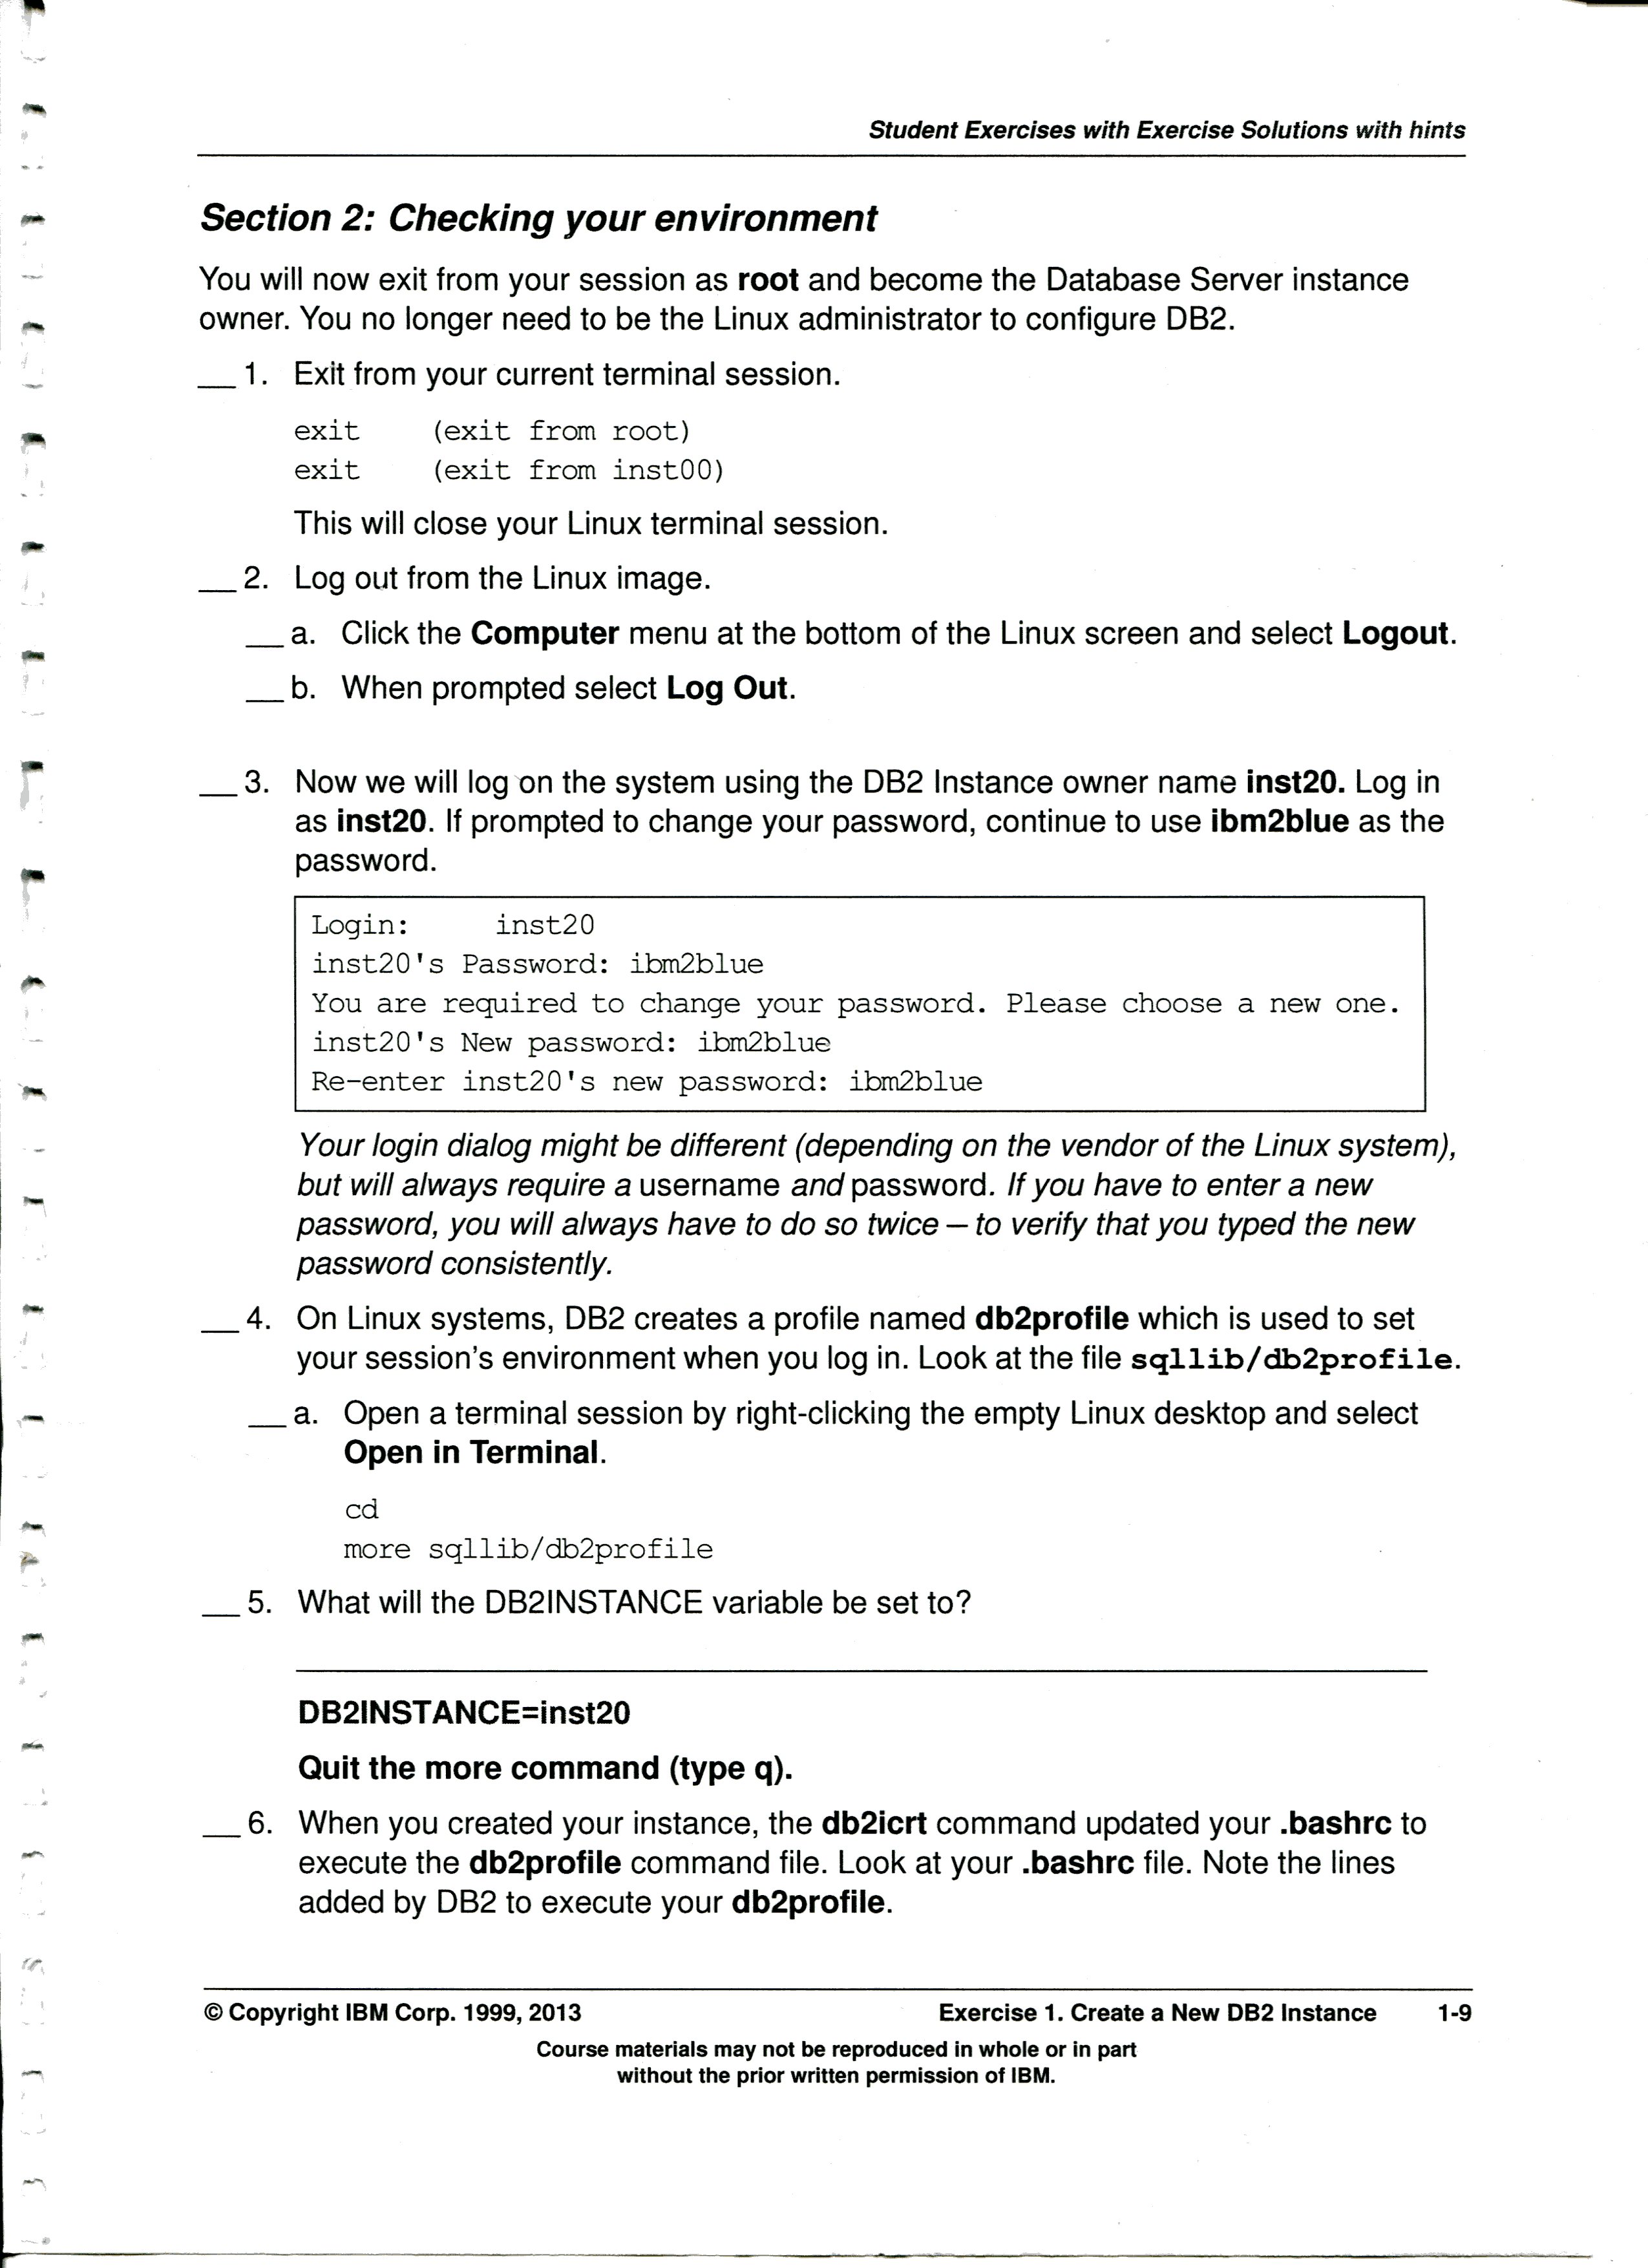 Student Exercises with Exercise Solutions with hints
Section 2: Checking your environment
You will now exit from your session as root and become the Database Server instance
owner. You no longer need to be the Linux administrator to configure DB2.
__ 1. Exit from your current terminal session.
exit (exit from root)
exit (exit from inst00)
This will close your Linux terminal session.
__ 2. Log out from the Linux image.
__ a. Click the Computer menu at the bottom of the Linux screen and select Logout.
__ b. When prompted select Log Out.
__ 3. Now we will log on the system using the DB2 Instance owner name inst20. Log in
as inst20. If prompted to change your password, continue to use ibm2blue as the
password.
Login: inst20
inst20's Password: ibm2blue
You are required to change your password. Please choose a new one.
inst20's New password: ibm2blue
Re-enter inst20's new password: ibm2blue
Your login dialog might be different (depending on the vendor of the Linux system),
but will always require a username and password. If you have to enter a new
password, you will always have to do so twice – to verify that you typed the new
password consistently.
__ 4. On Linux systems, DB2 creates a profile named db2profile which is used to set
your session's environment when you log in. Look at the file sqllib/db2profile.
__ a. Open a terminal session by right-clicking the empty Linux desktop and select
Open in Terminal.
cd
more sqllib/db2profile
__ 5. What will the DB2INSTANCE variable be set to?
DB2INSTANCE=inst20
Quit the more command (type q).
__ 6. When you created your instance, the db2icrt command updated your .bashrc to
execute the db2profile command file. Look at your .bashrc file. Note the lines
added by DB2 to execute your db2profile.
© Copyright IBM Corp. 1999, 2013 Exercise 1. Create a New DB2 Instance 1-9
Course materials may not be reproduced in whole or in part
without the prior written permission of IBM.